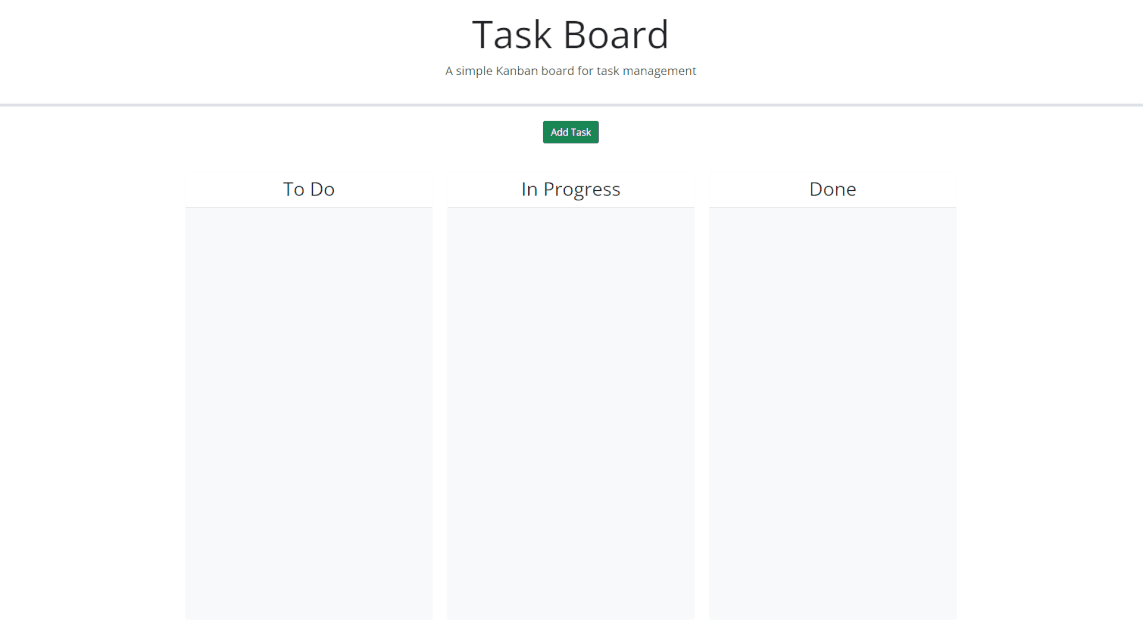 Task Board
A simple Kanban board for task management
Add Task
To Do
In Progress
Done